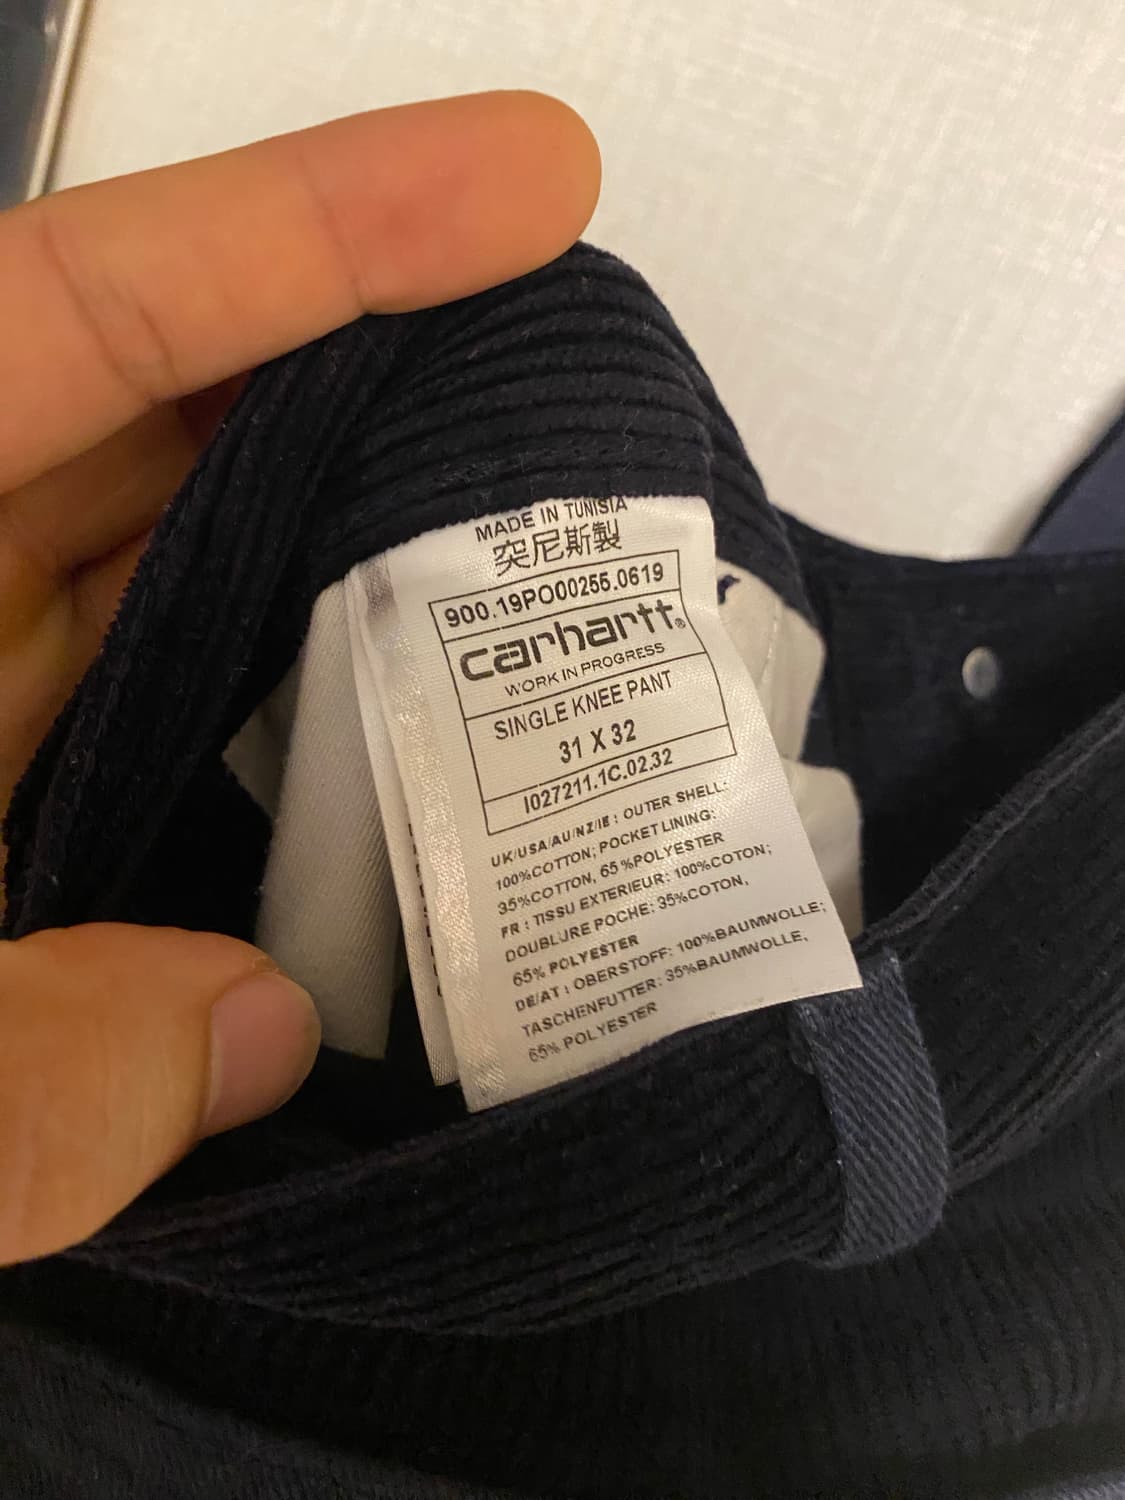 MADE IN TUNISIA
突尼斯製
900.19PO00255.0619
carhartt®
WORK IN PROGRESS
SINGLE KNEE PANT
31 X 32
I027211.1C.02.32
UK/USA/AU/NZ/IE : OUTER SHELL:
100%COTTON; POCKET LINING:
35%COTTON, 65 %POLYESTER
FR : TISSU EXTERIEUR: 100%COTON;
DOUBLURE POCHE: 35%COTON,
65% POLYESTER
DE/AT : OBERSTOFF: 100%BAUMWOLLE;
TASCHENFUTTER: 35%BAUMWOLLE,
65% POLYESTER